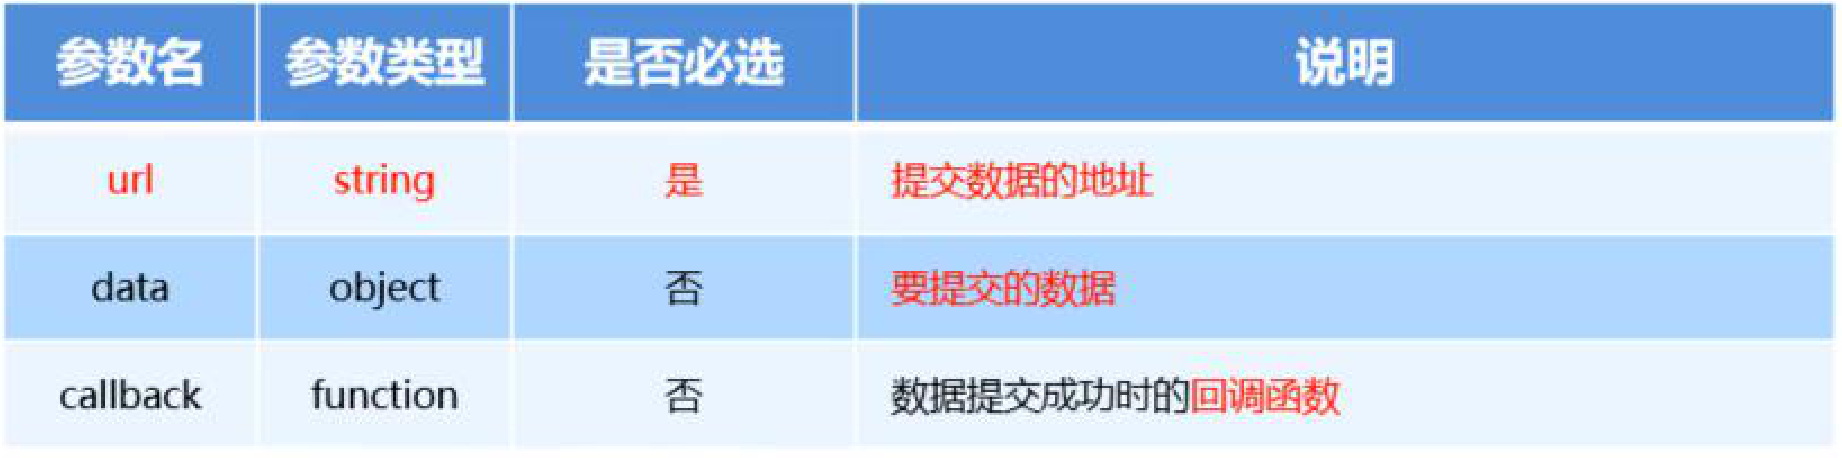 参数名 参数类型 是否必选 说明
url string 是 提交数据的地址
data object 否 要提交的数据
callback function 否 数据提交成功时的回调函数